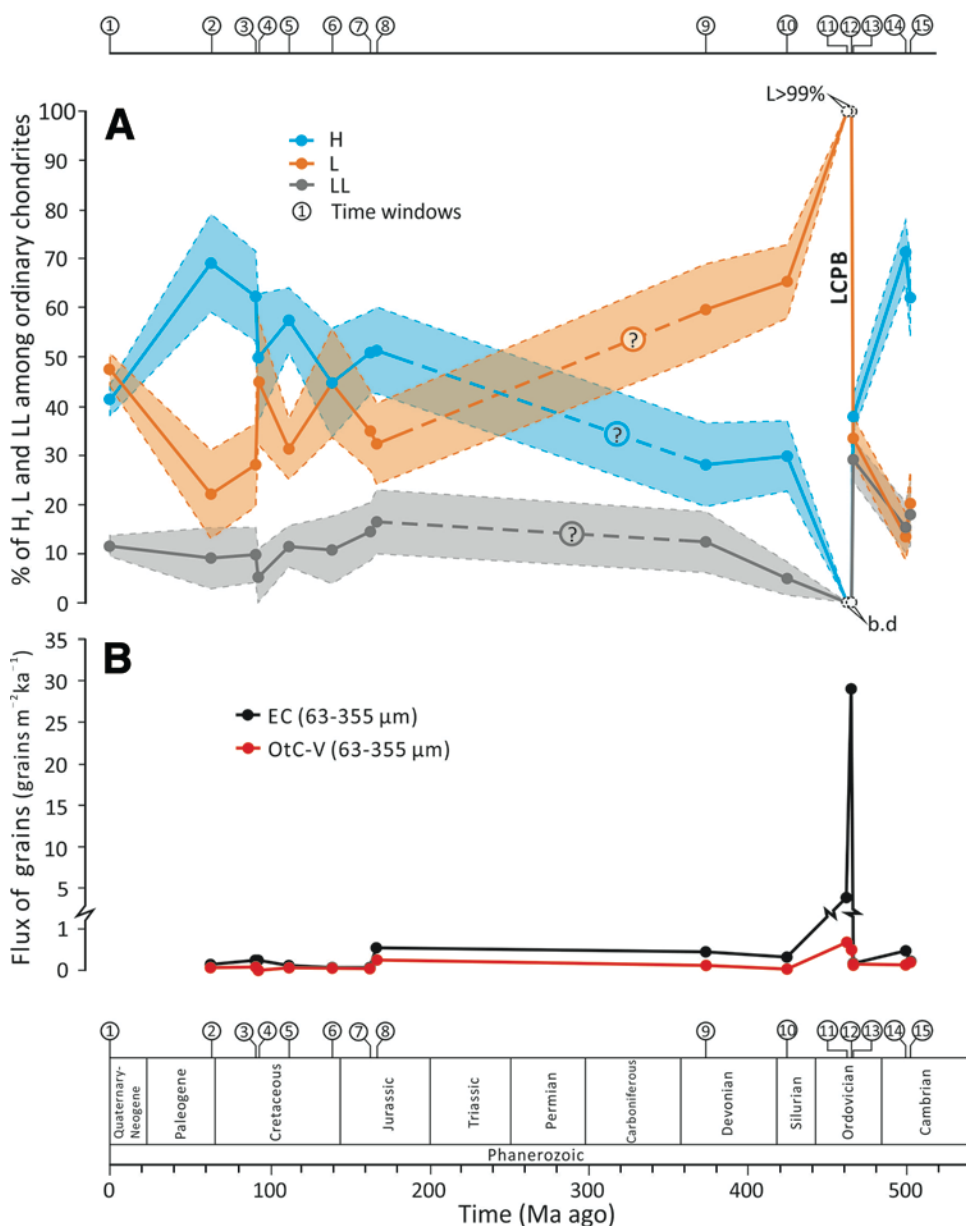 ① ② ③ ④ ⑤ ⑥ ⑦ ⑧ ⑨ ⑩ ⑪ ⑫ ⑬ ⑭ ⑮
A
L>99%
H
L
LL
① Time windows
% of H, L and LL among ordinary chondrites
100
90
80
70
60
50
40
30
20
10
0
LCPB
?
?
?
b.d
B
EC (63-355 µm)
OtC-V (63-355 µm)
Flux of grains (grains m⁻²ka⁻¹)
35
30
25
20
15
10
5
1
0
① ② ③ ④ ⑤ ⑥ ⑦ ⑧ ⑨ ⑩ ⑪ ⑫ ⑬ ⑭ ⑮
Quaternary-
Neogene
Paleogene
Cretaceous
Jurassic
Triassic
Permian
Carboniferous
Devonian
Silurian
Ordovician
Cambrian
Phanerozoic
0 100 200 300 400 500
Time (Ma ago)